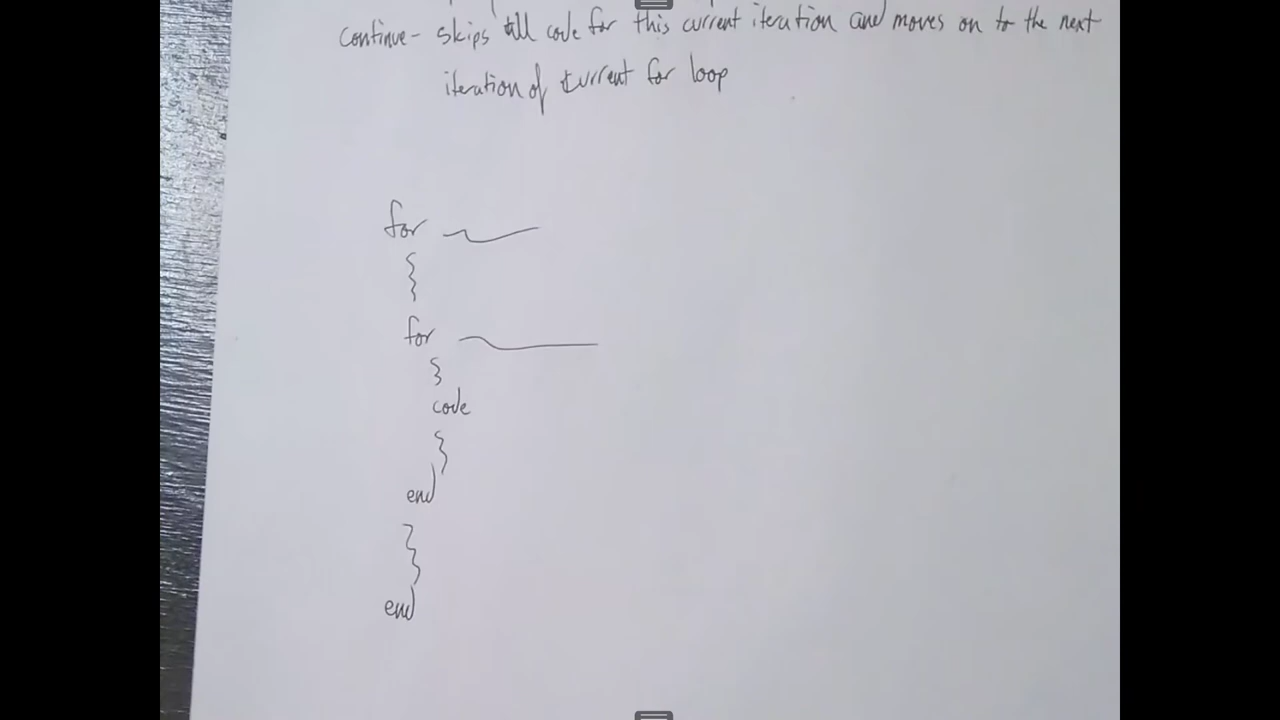 continue - skips all code for this current iteration and moves on to the next
iteration of current for loop
for
for
code
end
end